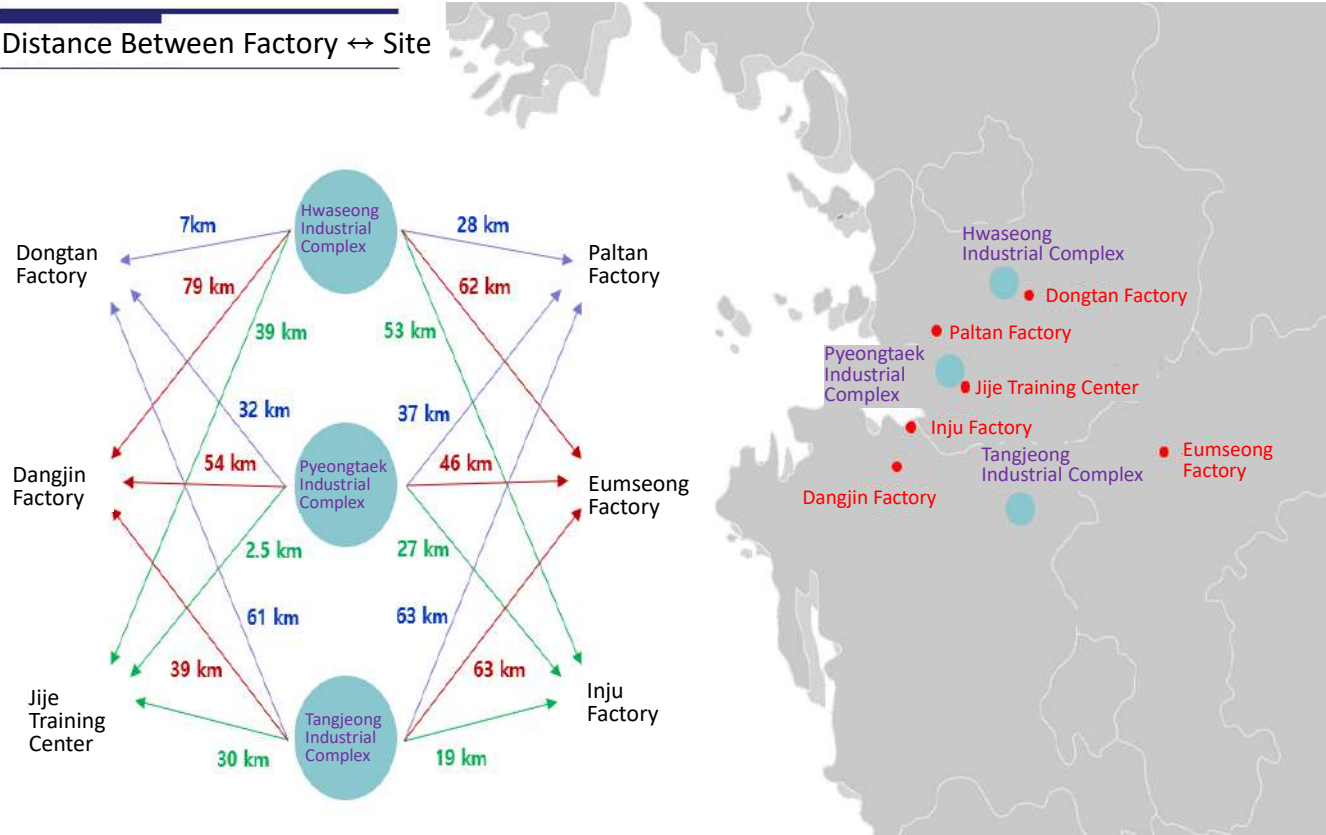 Distance Between Factory ↔ Site
Hwaseong
Industrial
Complex
7km
28 km
Dongtan
Factory
Paltan
Factory
79 km
62 km
39 km
53 km
32 km
37 km
Dangjin
Factory
54 km
Pyeongtaek
Industrial
Complex
46 km
Eumseong
Factory
2.5 km
27 km
61 km
63 km
39 km
63 km
Jije
Training
Center
Tangjeong
Industrial
Complex
Inju
Factory
30 km
19 km
Hwaseong
Industrial Complex
Dongtan Factory
Paltan Factory
Pyeongtaek
Industrial
Complex
Jije Training Center
Inju Factory
Tangjeong
Industrial Complex
Eumseong
Factory
Dangjin Factory